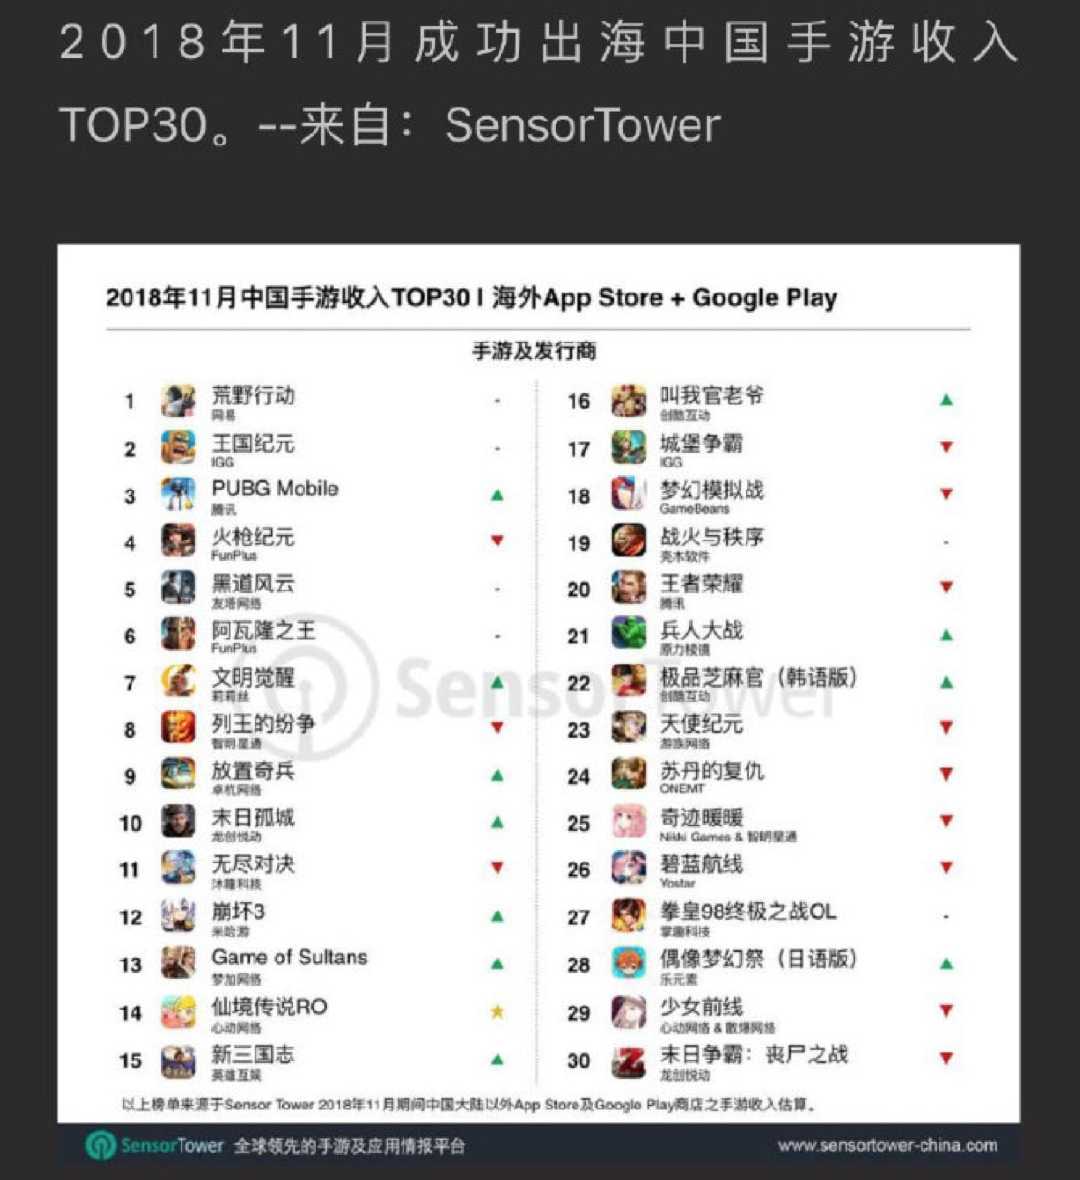 2018年11月成功出海中国手游收入
TOP30。--来自：SensorTower
2018年11月中国手游收入TOP30 | 海外App Store + Google Play
手游及发行商
1 荒野行动
网易
2 王国纪元
IGG
3 PUBG Mobile
腾讯
4 火枪纪元
FunPlus
5 黑道风云
友塔网络
6 阿瓦隆之王
FunPlus
7 文明觉醒
莉莉丝
8 列王的纷争
智明星通
9 放置奇兵
卓杭网络
10 末日孤城
龙创悦动
11 无尽对决
沐瞳科技
12 崩坏3
米哈游
13 Game of Sultans
梦加网络
14 仙境传说RO
心动网络
15 新三国志
英雄互娱
16 叫我官老爷
创酷互动
17 城堡争霸
IGG
18 梦幻模拟战
GameBeans
19 战火与秩序
壳木软件
20 王者荣耀
腾讯
21 兵人大战
原力棱镜
22 极品芝麻官（韩语版）
创酷互动
23 天使纪元
游族网络
24 苏丹的复仇
ONEMT
25 奇迹暖暖
Nikki Games & 智明星通
26 碧蓝航线
Yostar
27 拳皇98终极之战OL
掌趣科技
28 偶像梦幻祭（日语版）
乐元素
29 少女前线
心动网络 & 散爆网络
30 末日争霸：丧尸之战
龙创悦动
SensorTower
以上榜单来源于Sensor Tower 2018年11月期间中国大陆以外App Store及Google Play商店之手游收入估算。
SensorTower 全球领先的手游及应用情报平台
www.sensortower-china.com